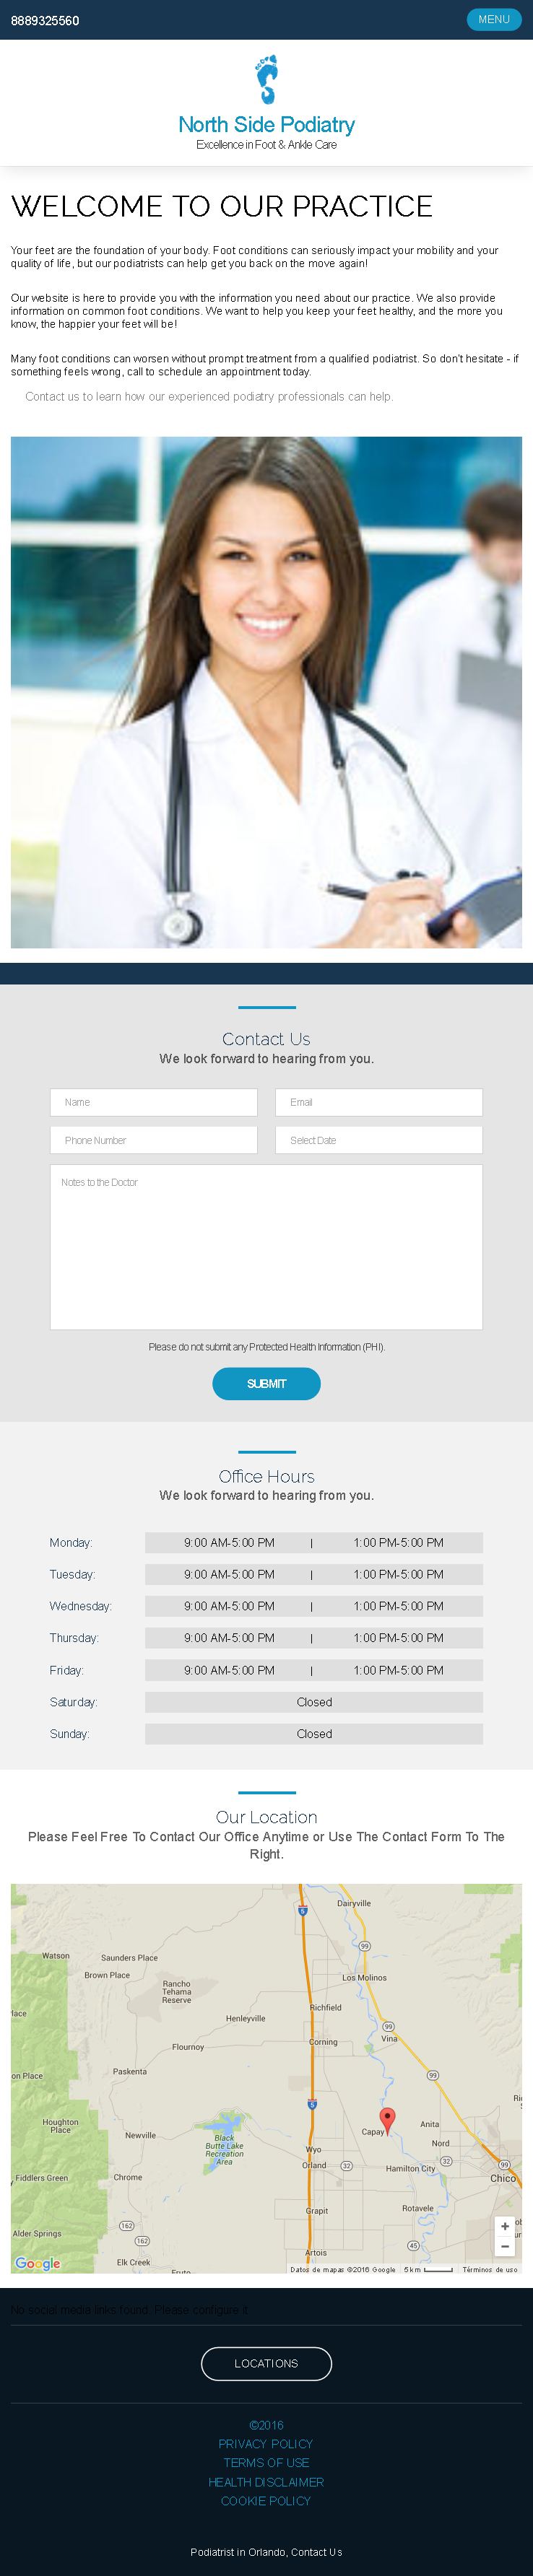 8889325560
MENU
North Side Podiatry
Excellence in Foot & Ankle Care
WELCOME TO OUR PRACTICE
Your feet are the foundation of your body. Foot conditions can seriously impact your mobility and your
quality of life, but our podiatrists can help get you back on the move again!
Our website is here to provide you with the information you need about our practice. We also provide
information on common foot conditions. We want to help you keep your feet healthy, and the more you
know, the happier your feet will be!
Many foot conditions can worsen without prompt treatment from a qualified podiatrist. So don't hesitate - if
something feels wrong, call to schedule an appointment today.
Contact us to learn how our experienced podiatry professionals can help.
Contact Us
We look forward to hearing from you.
Name
Email
Phone Number
Select Date
Notes to the Doctor
Please do not submit any Protected Health Information (PHI).
SUBMIT
Office Hours
We look forward to hearing from you.
Monday: 9:00 AM-5:00 PM | 1:00 PM-5:00 PM
Tuesday: 9:00 AM-5:00 PM | 1:00 PM-5:00 PM
Wednesday: 9:00 AM-5:00 PM | 1:00 PM-5:00 PM
Thursday: 9:00 AM-5:00 PM | 1:00 PM-5:00 PM
Friday: 9:00 AM-5:00 PM | 1:00 PM-5:00 PM
Saturday: Closed
Sunday: Closed
Our Location
Please Feel Free To Contact Our Office Anytime or Use The Contact Form To The
Right.
Dairyville
5
99
Watson
Saunders Place
Brown Place
Los Molinos
Rancho
Tehama
Reserve
Richfield
Henleyville
99
Corning
Vina
Flournoy
99
Paskenta
on Place
5
Houghton
Place
Newville
Black
Butte Lake
Recreation
Area
Capay
Anita
Nord
Wyo
Orland
32
32
Hamilton City
Chico
Fiddlers Green
Chrome
Grapit
Rotavele
162
162
Alder Springs
45
Artois
Elk Creek
Fruto
+
−
Google
Datos de mapas ©2016 Google
5 km
Términos de uso
No social media links found. Please configure it
LOCATIONS
©2016
PRIVACY POLICY
TERMS OF USE
HEALTH DISCLAIMER
COOKIE POLICY
Podiatrist in Orlando, Contact Us